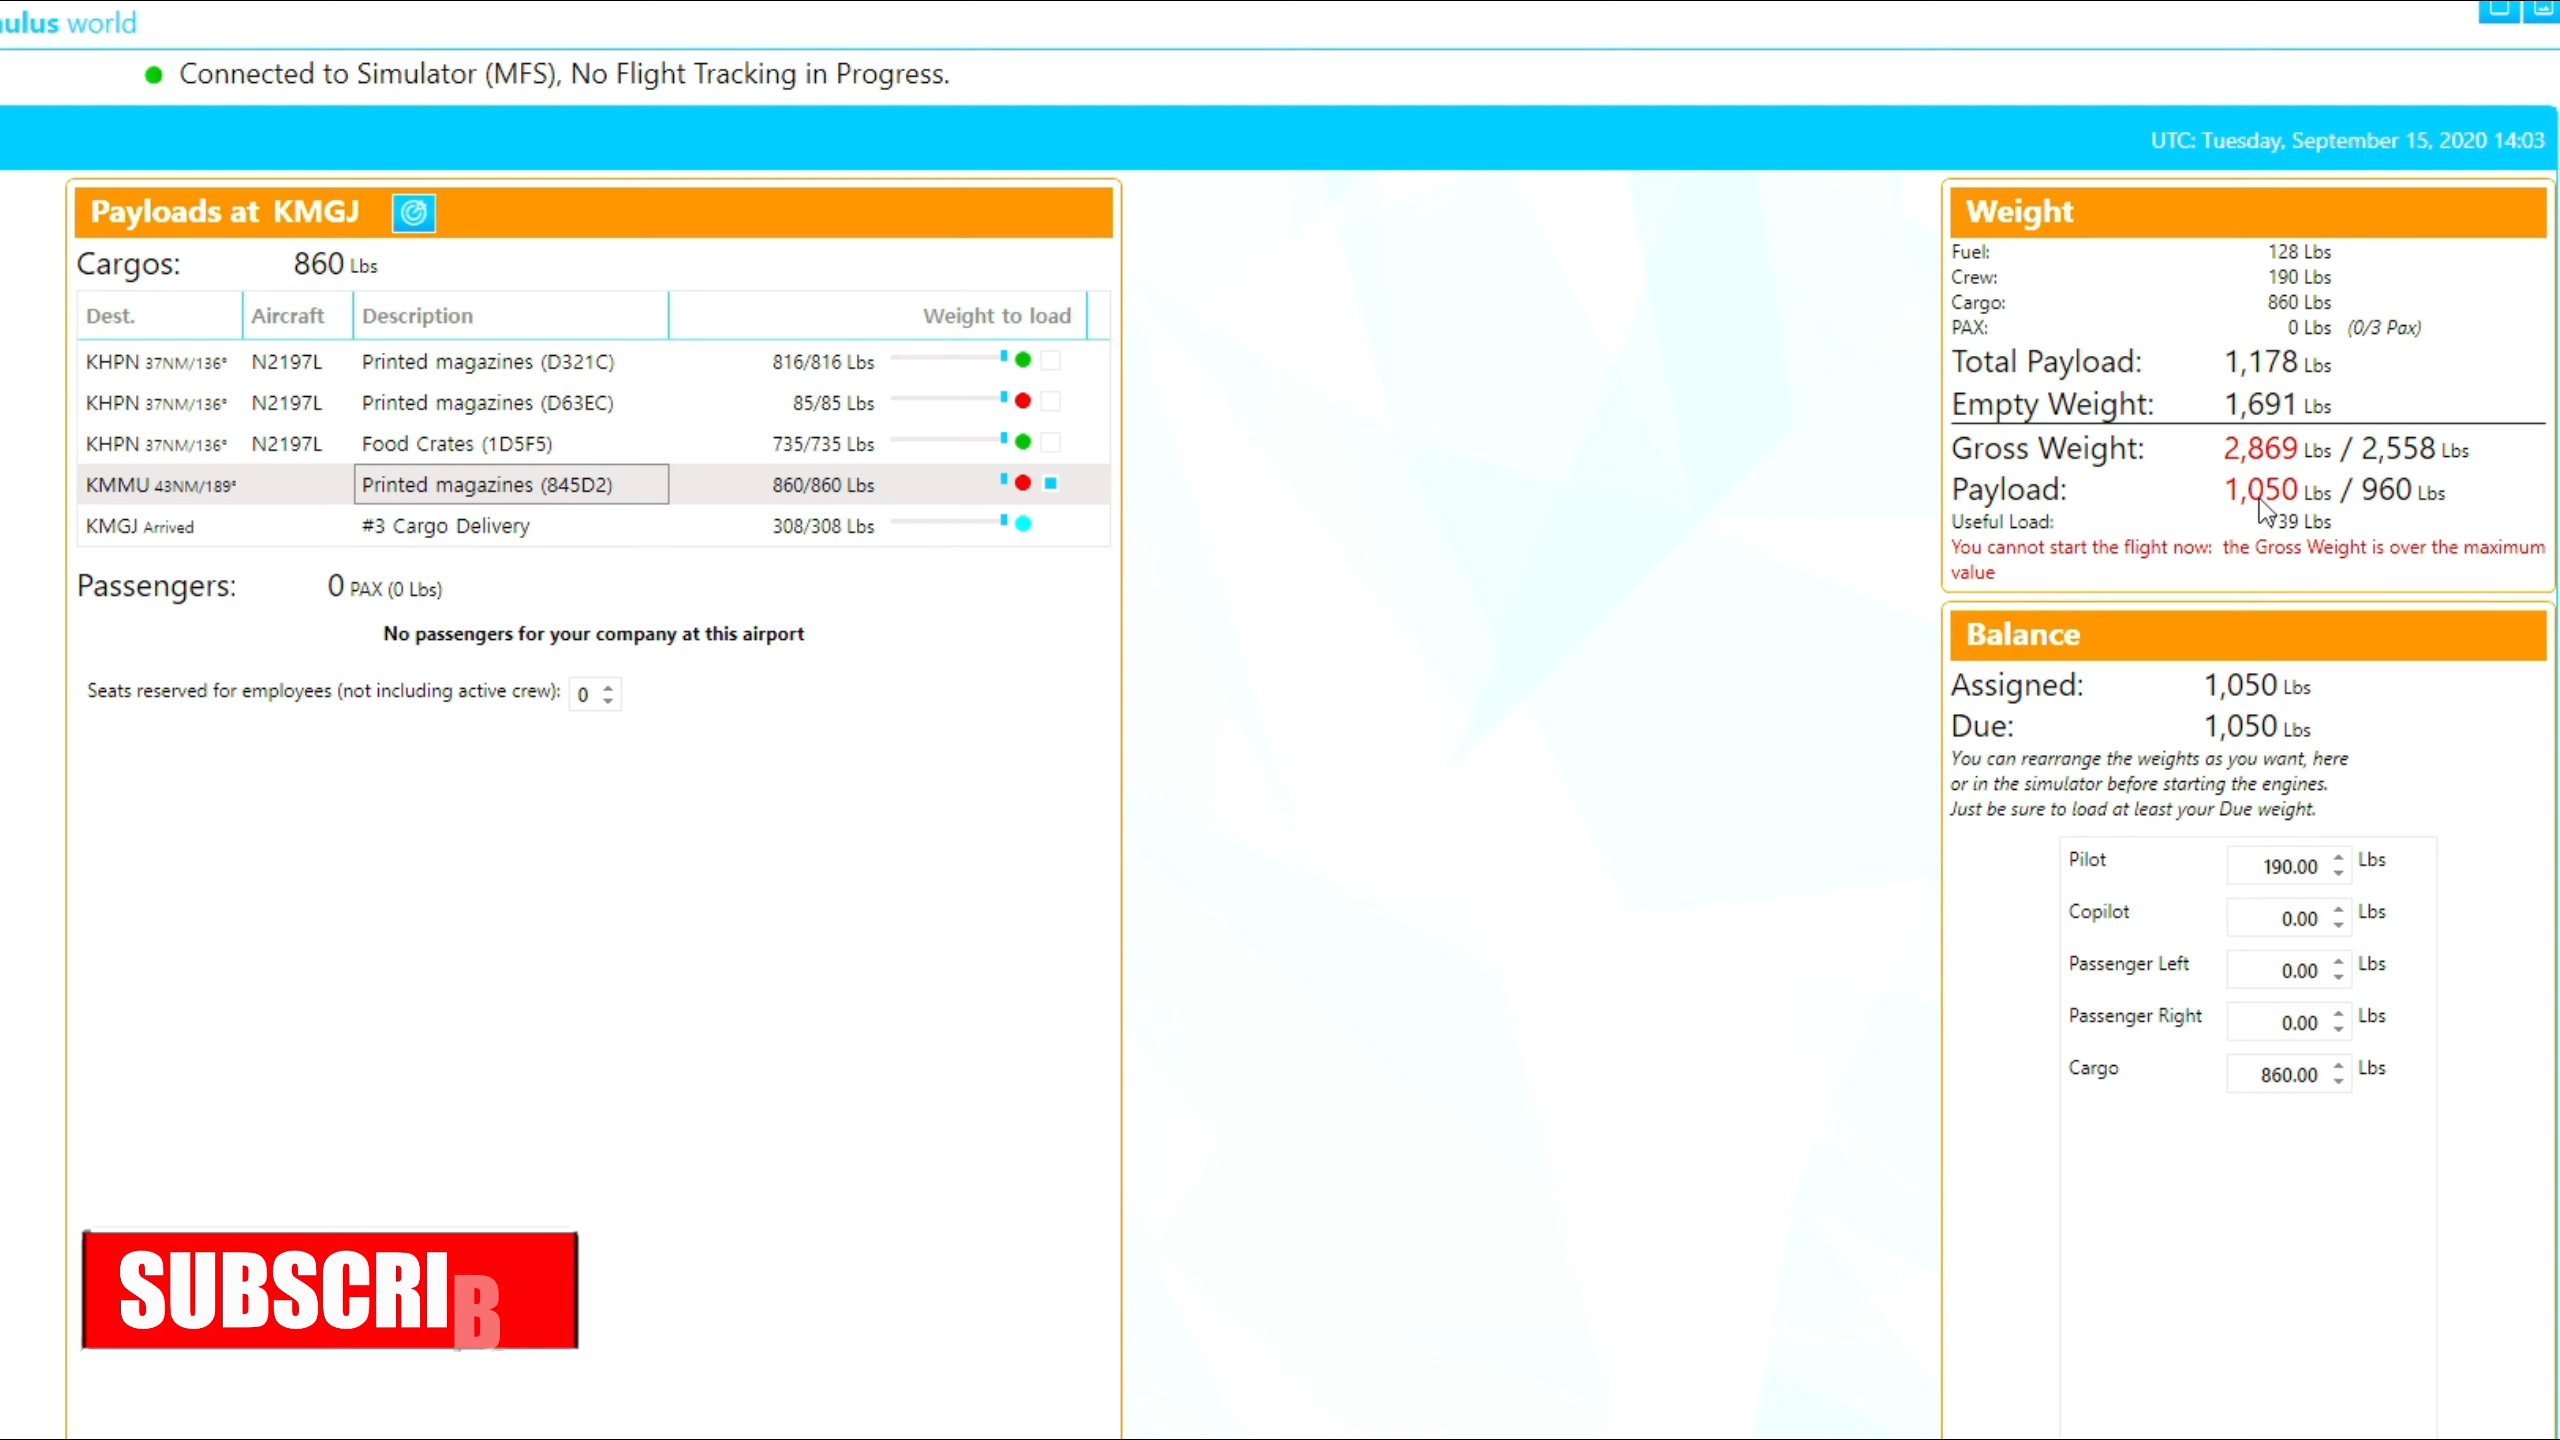 ulus world
Connected to Simulator (MFS), No Flight Tracking in Progress.
UTC: Tuesday, September 15, 2020 14:03
Payloads at KMGJ
Cargos: 860 Lbs
Dest. Aircraft Description Weight to load
KHPN 37NM/136° N2197L Printed magazines (D321C) 816/816 Lbs
KHPN 37NM/136° N2197L Printed magazines (D63EC) 85/85 Lbs
KHPN 37NM/136° N2197L Food Crates (1D5F5) 735/735 Lbs
KMMU 43NM/189° Printed magazines (845D2) 860/860 Lbs
KMGJ Arrived #3 Cargo Delivery 308/308 Lbs
Passengers: 0 PAX (0 Lbs)
No passengers for your company at this airport
Seats reserved for employees (not including active crew): 0
SUBSCRIB
Weight
Fuel: 128 Lbs
Crew: 190 Lbs
Cargo: 860 Lbs
PAX: 0 Lbs (0/3 Pax)
Total Payload: 1,178 Lbs
Empty Weight: 1,691 Lbs
Gross Weight: 2,869 Lbs / 2,558 Lbs
Payload: 1,050 Lbs / 960 Lbs
Useful Load: 739 Lbs
You cannot start the flight now: the Gross Weight is over the maximum
value
Balance
Assigned: 1,050 Lbs
Due: 1,050 Lbs
You can rearrange the weights as you want, here
or in the simulator before starting the engines.
Just be sure to load at least your Due weight.
Pilot 190.00 Lbs
Copilot 0.00 Lbs
Passenger Left 0.00 Lbs
Passenger Right 0.00 Lbs
Cargo 860.00 Lbs